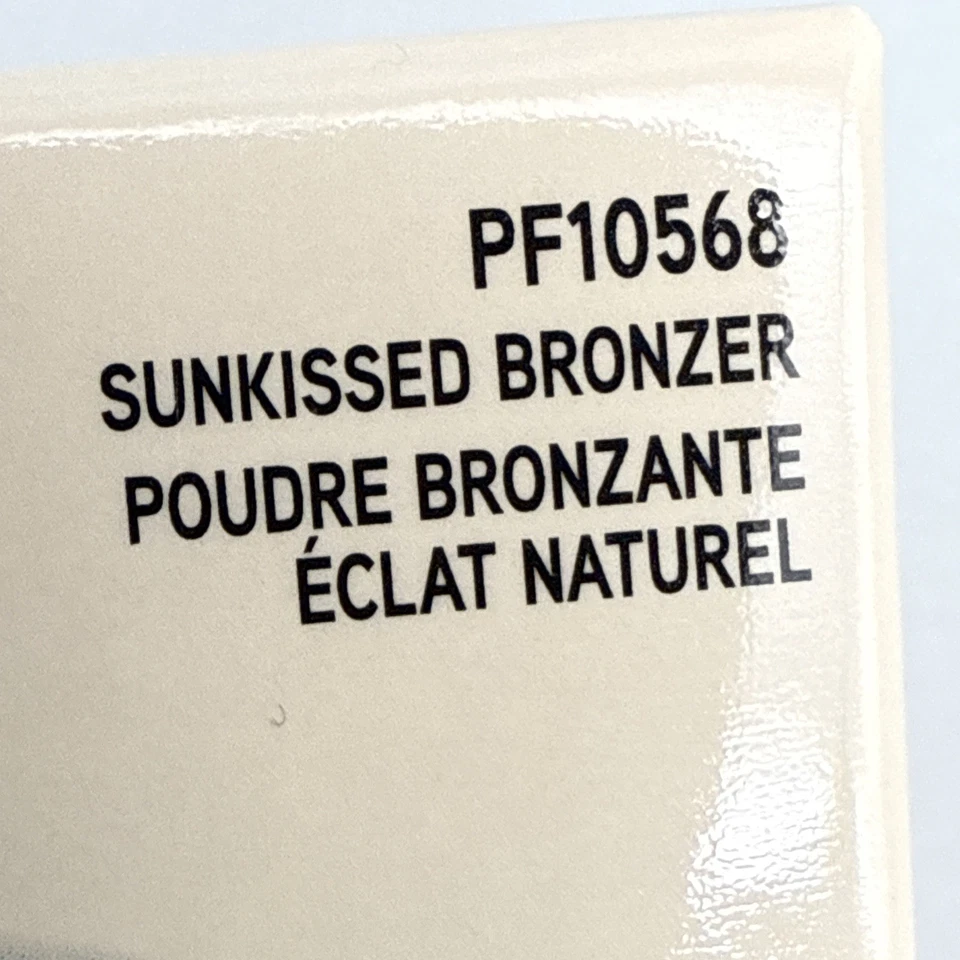 PF10568
SUNKISSED BRONZER
POUDRE BRONZANTE
ÉCLAT NATUREL